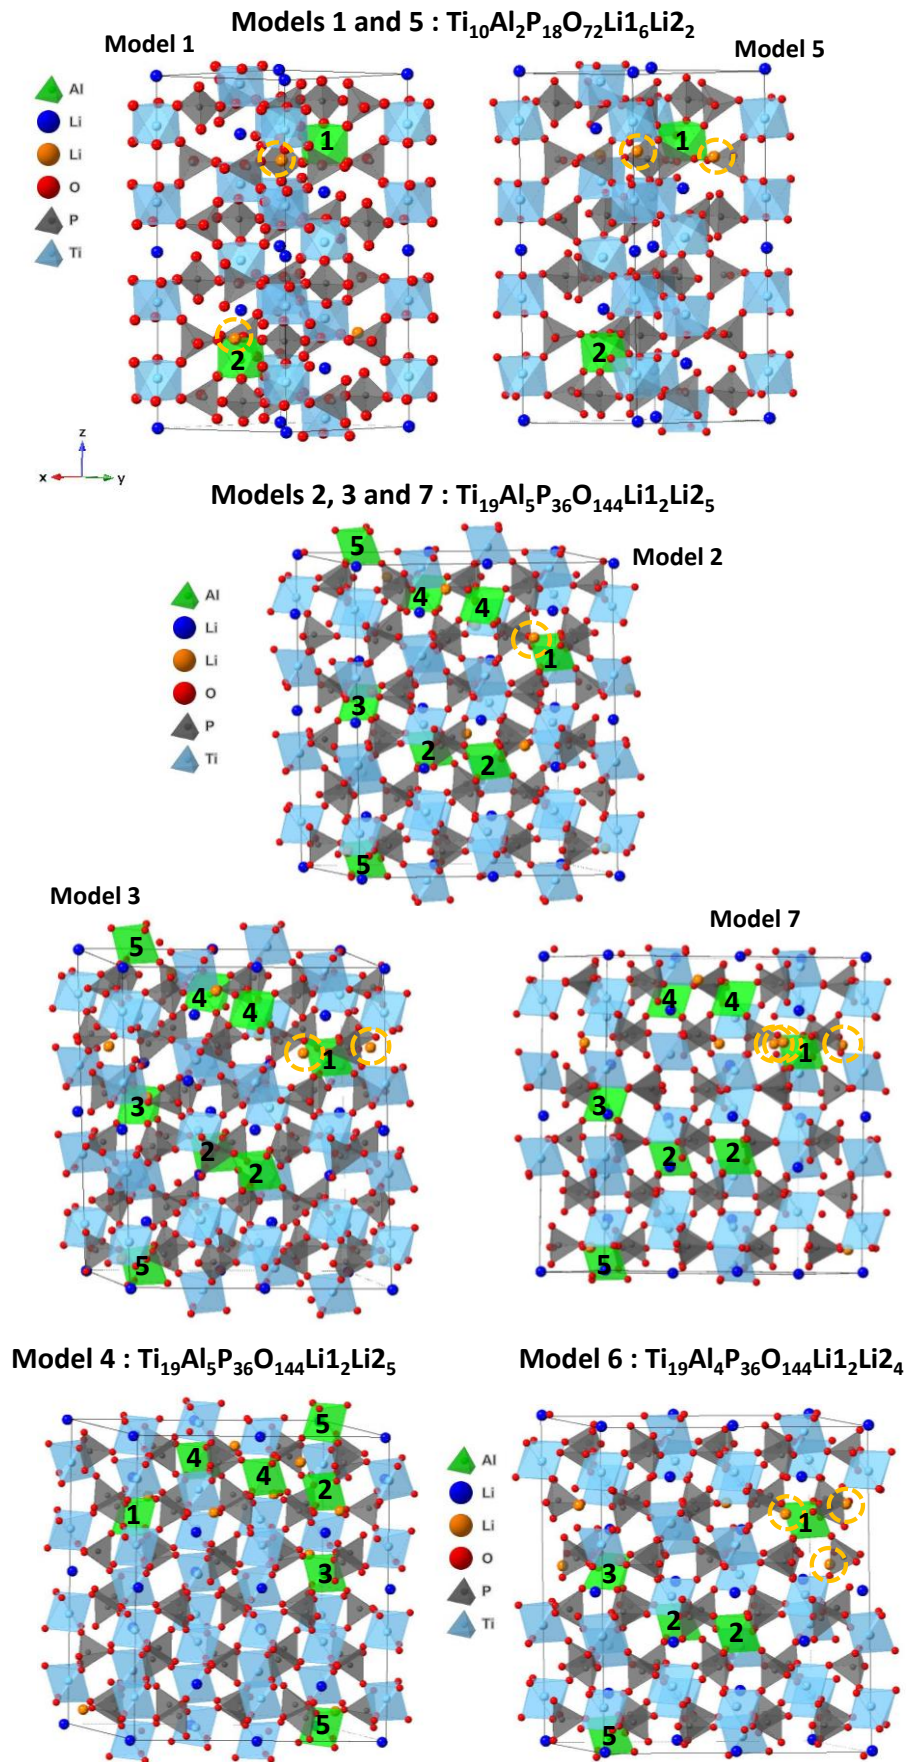 Models 1 and 5 : Ti₁₀Al₂P₁₈O₇₂Li1₆Li2₂
Model 1
Model 5
Al
Li
Li
O
P
Ti
1
2
1
2
z
x
y
Models 2, 3 and 7 : Ti₁₉Al₅P₃₆O₁₄₄Li1₂Li2₅
Model 2
Al
Li
Li
O
P
Ti
5
4
4
1
3
2
2
5
Model 3
Model 7
5
4
4
1
3
2
2
5
4
4
1
3
2
2
5
Model 4 : Ti₁₉Al₅P₃₆O₁₄₄Li1₂Li2₅
Model 6 : Ti₁₉Al₄P₃₆O₁₄₄Li1₂Li2₄
5
4
4
2
1
3
5
Al
Li
Li
O
P
Ti
1
3
2
2
5